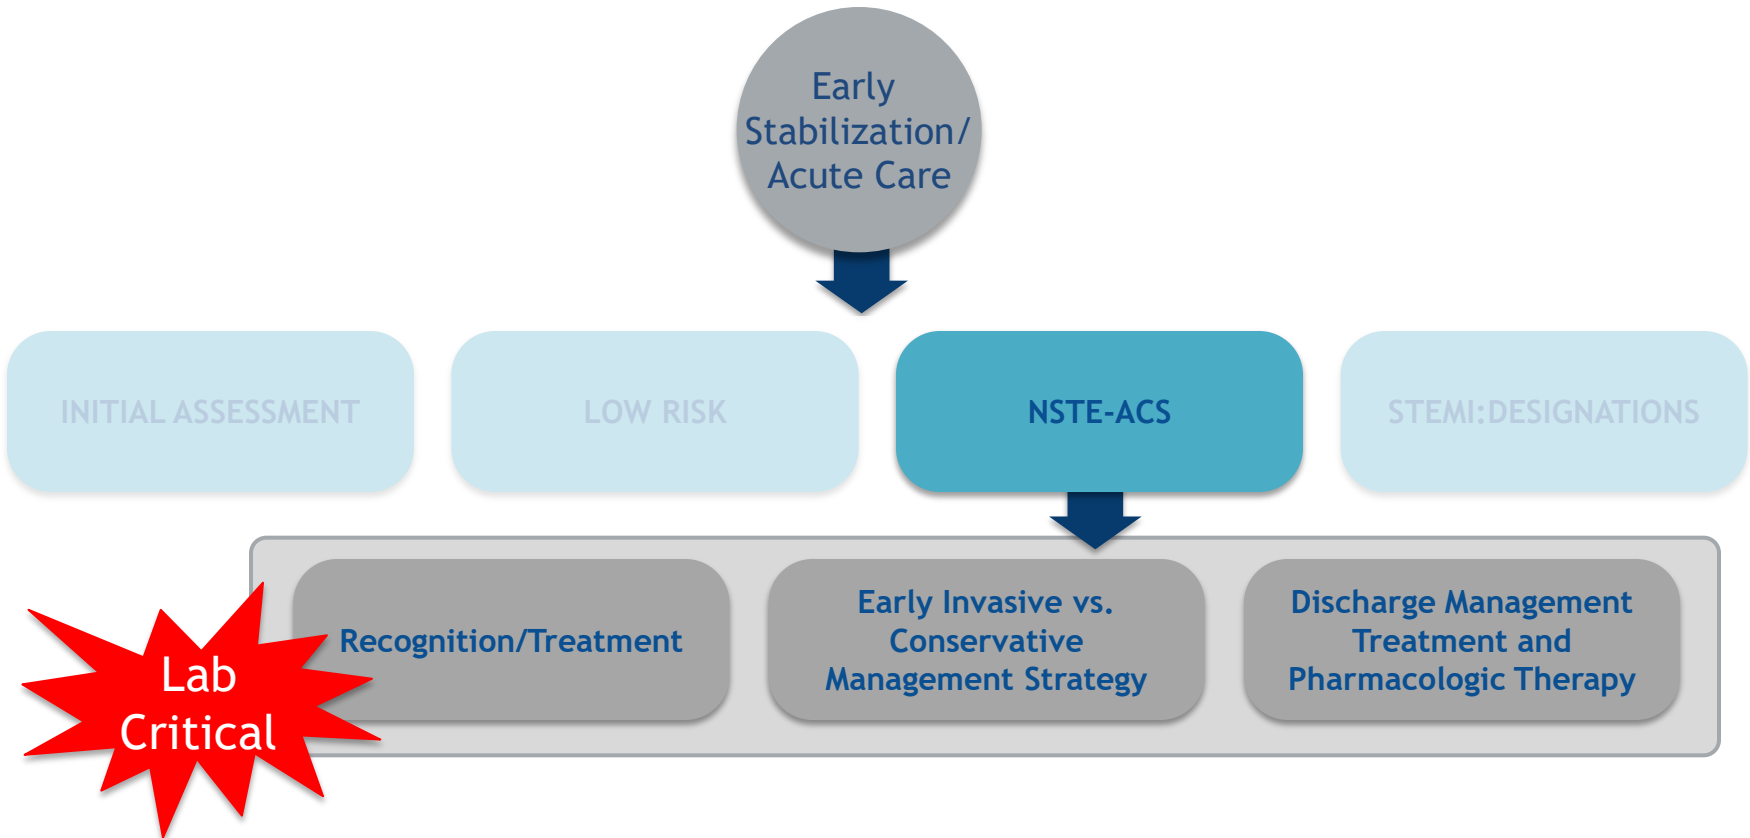 Early
Stabilization/
Acute Care
INITIAL ASSESSMENT
LOW RISK
NSTE-ACS
STEMI:DESIGNATIONS
Lab
Critical
Recognition/Treatment
Early Invasive vs.
Conservative
Management Strategy
Discharge Management
Treatment and
Pharmacologic Therapy